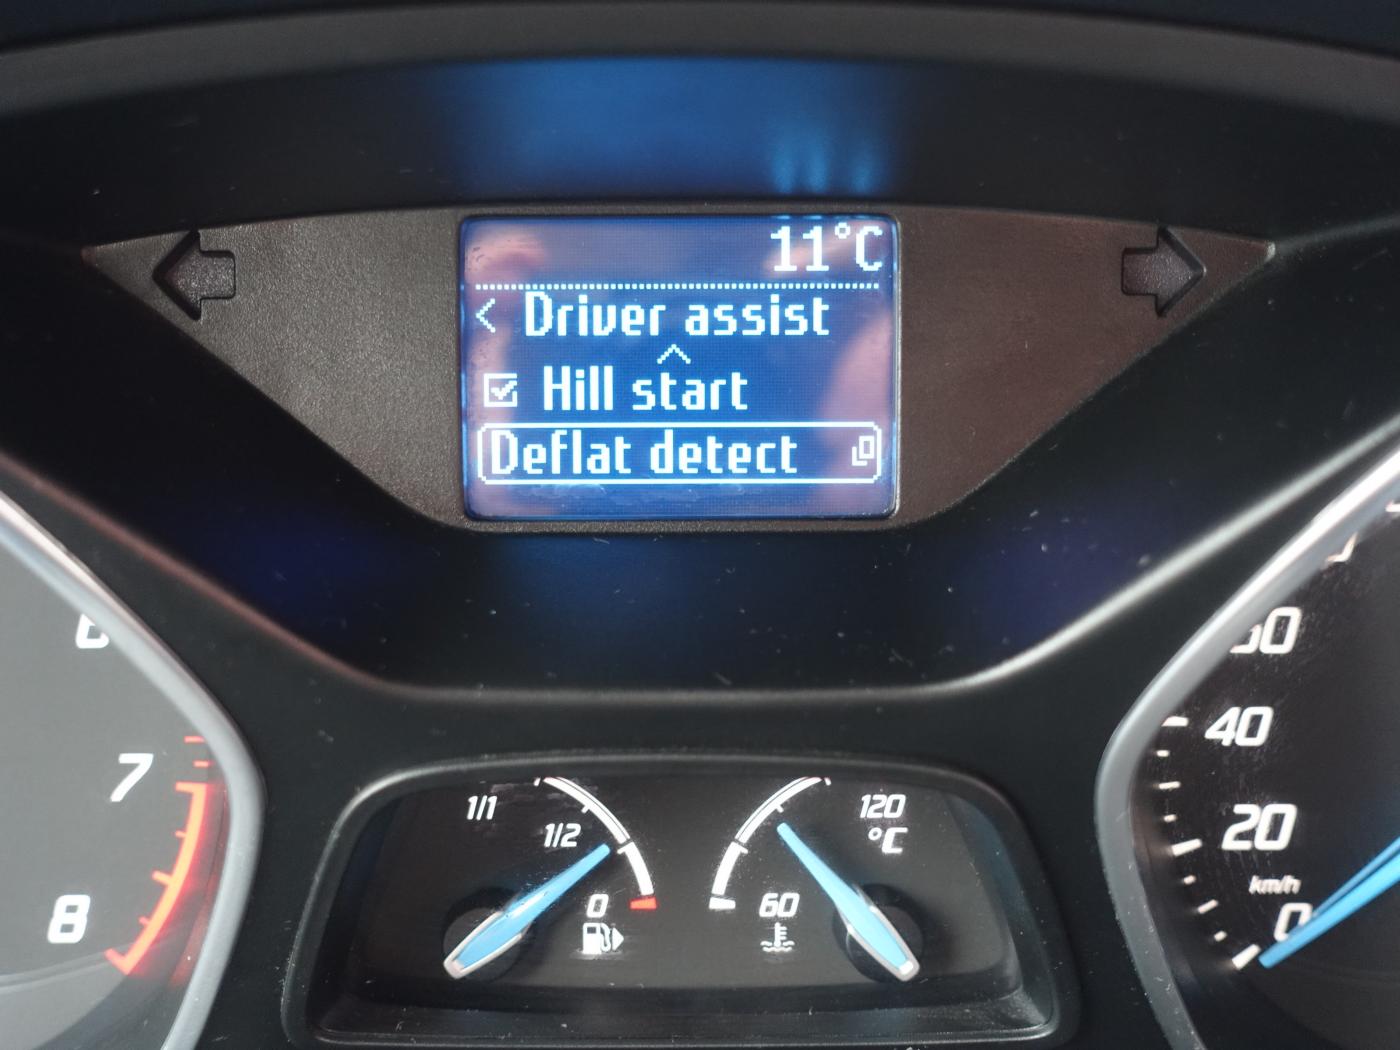 11°C
< Driver assist
Hill start
Deflat detect
7
8
1/1
1/2
0
120
°C
60
40
20
km/h
0